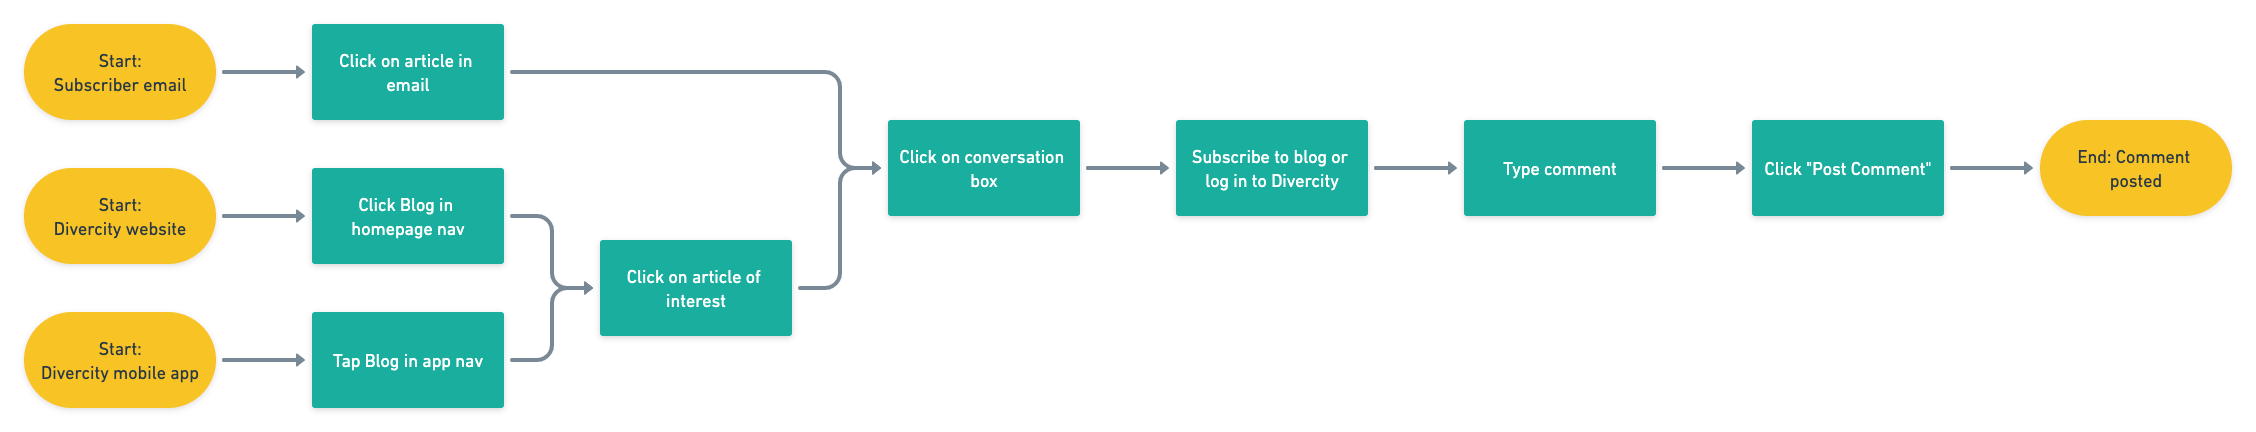 Start:
Subscriber email
Click on article in
email
Start:
Divercity website
Click Blog in
homepage nav
Start:
Divercity mobile app
Tap Blog in app nav
Click on article of
interest
Click on conversation
box
Subscribe to blog or
log in to Divercity
Type comment
Click "Post Comment"
End: Comment
posted